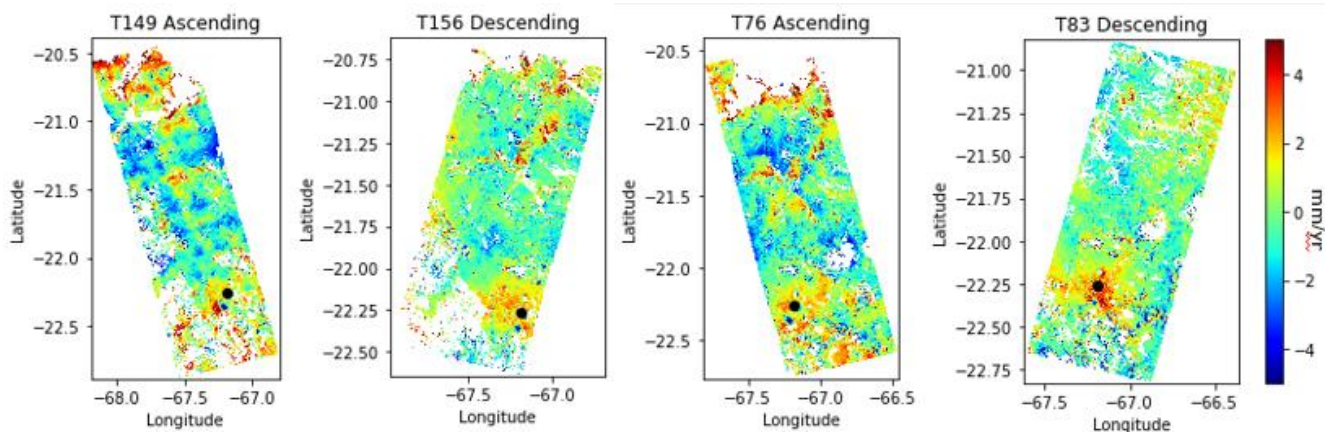 T149 Ascending
T156 Descending
T76 Ascending
T83 Descending
−20.5
−21.0
−21.5
−22.0
−22.5
Latitude
−68.0 −67.5 −67.0
Longitude
−20.75
−21.00
−21.25
−21.50
−21.75
−22.00
−22.25
−22.50
Latitude
−67.5 −67.0
Longitude
−20.5
−21.0
−21.5
−22.0
−22.5
Latitude
−67.5 −67.0 −66.5
Longitude
−21.00
−21.25
−21.50
−21.75
−22.00
−22.25
−22.50
−22.75
Latitude
−67.5 −67.0 −66.5
Longitude
4
2
0
−2
−4
mm/yr